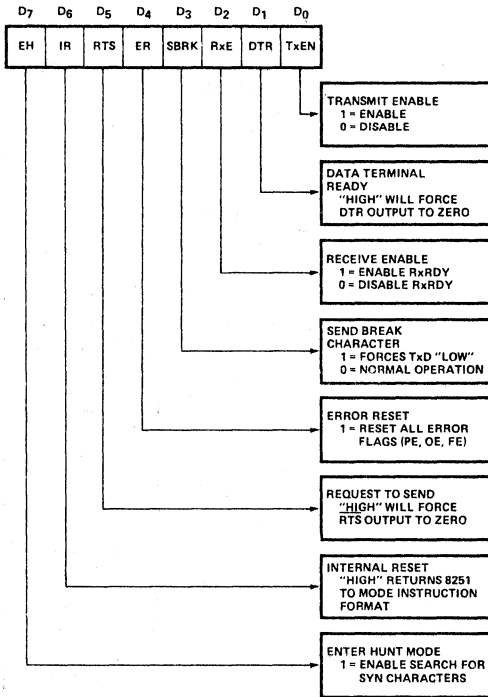 D7 D6 D5 D4 D3 D2 D1 D0
EH IR RTS ER SBRK RxE DTR TxEN
TRANSMIT ENABLE
1 = ENABLE
0 = DISABLE
DATA TERMINAL
READY
"HIGH" WILL FORCE
DTR OUTPUT TO ZERO
RECEIVE ENABLE
1 = ENABLE RxRDY
0 = DISABLE RxRDY
SEND BREAK
CHARACTER
1 = FORCES TxD "LOW"
0 = NORMAL OPERATION
ERROR RESET
1 = RESET ALL ERROR
FLAGS (PE, OE, FE)
REQUEST TO SEND
"HIGH" WILL FORCE
RTS OUTPUT TO ZERO
INTERNAL RESET
"HIGH" RETURNS 8251
TO MODE INSTRUCTION
FORMAT
ENTER HUNT MODE
1 = ENABLE SEARCH FOR
SYN CHARACTERS